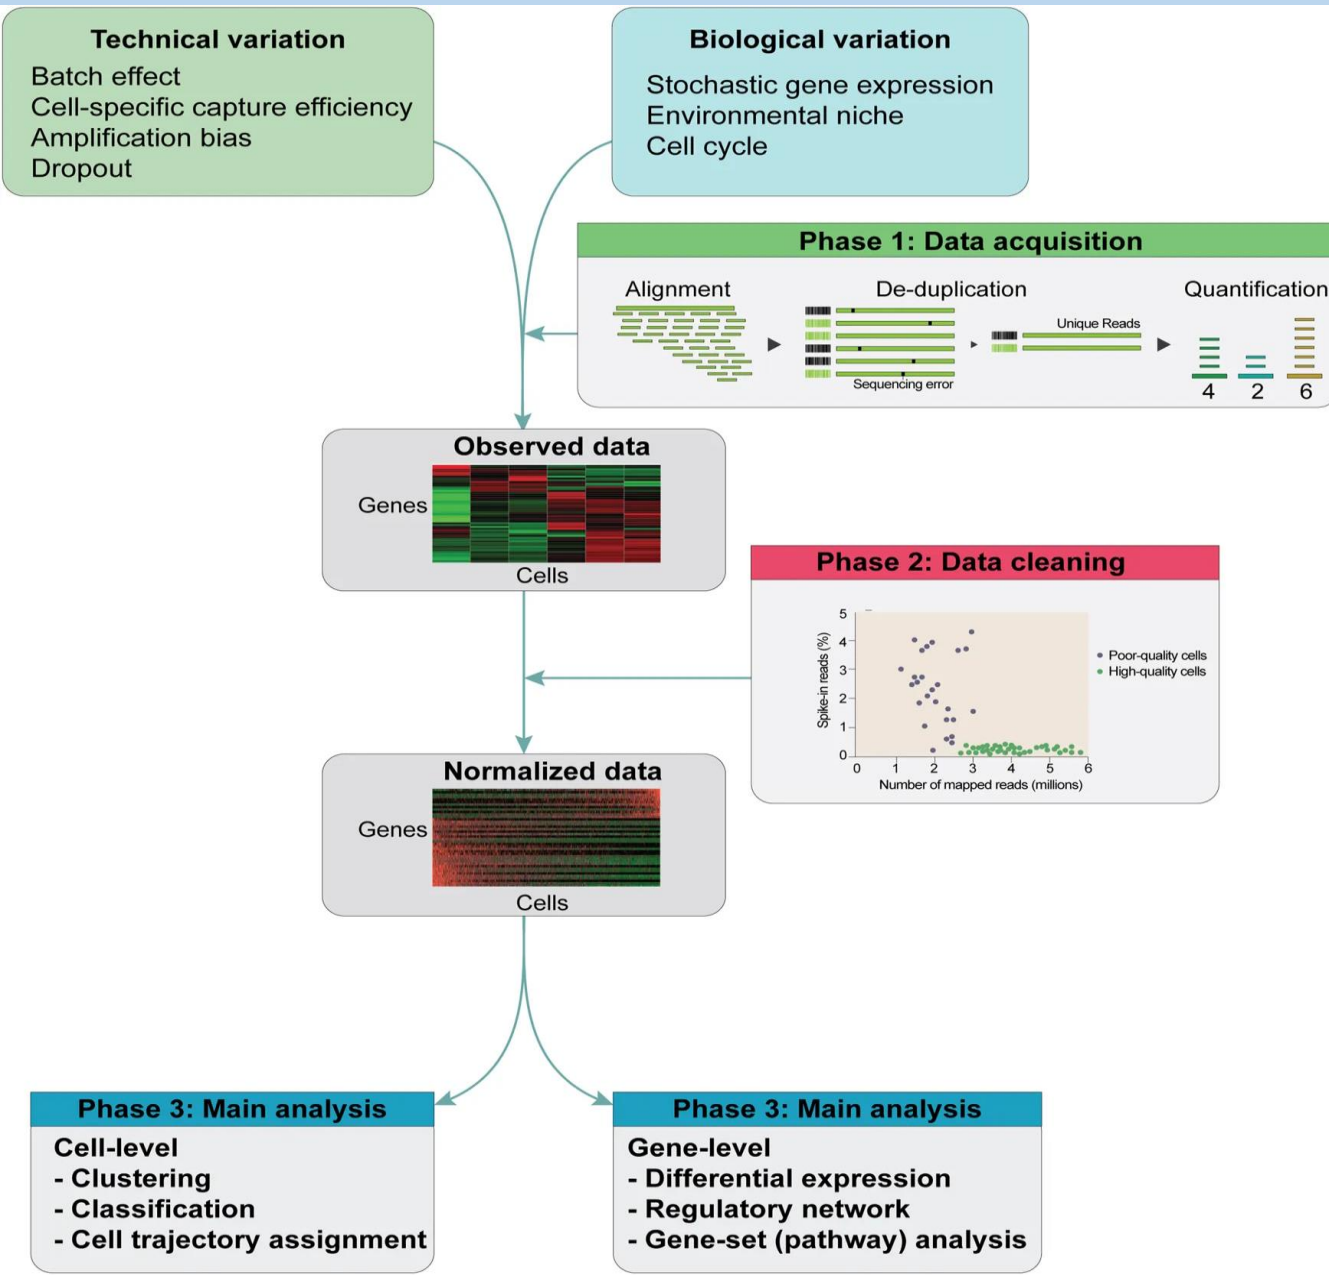 Technical variation
Batch effect
Cell-specific capture efficiency
Amplification bias
Dropout
Biological variation
Stochastic gene expression
Environmental niche
Cell cycle
Phase 1: Data acquisition
Alignment
De-duplication
Quantification
Unique Reads
Sequencing error
4 2 6
Observed data
Genes
Cells
Phase 2: Data cleaning
5
4
3
2
1
0
Spike-in reads (%)
0 1 2 3 4 5 6
Number of mapped reads (millions)
Poor-quality cells
High-quality cells
Normalized data
Genes
Cells
Phase 3: Main analysis
Cell-level
- Clustering
- Classification
- Cell trajectory assignment
Phase 3: Main analysis
Gene-level
- Differential expression
- Regulatory network
- Gene-set (pathway) analysis